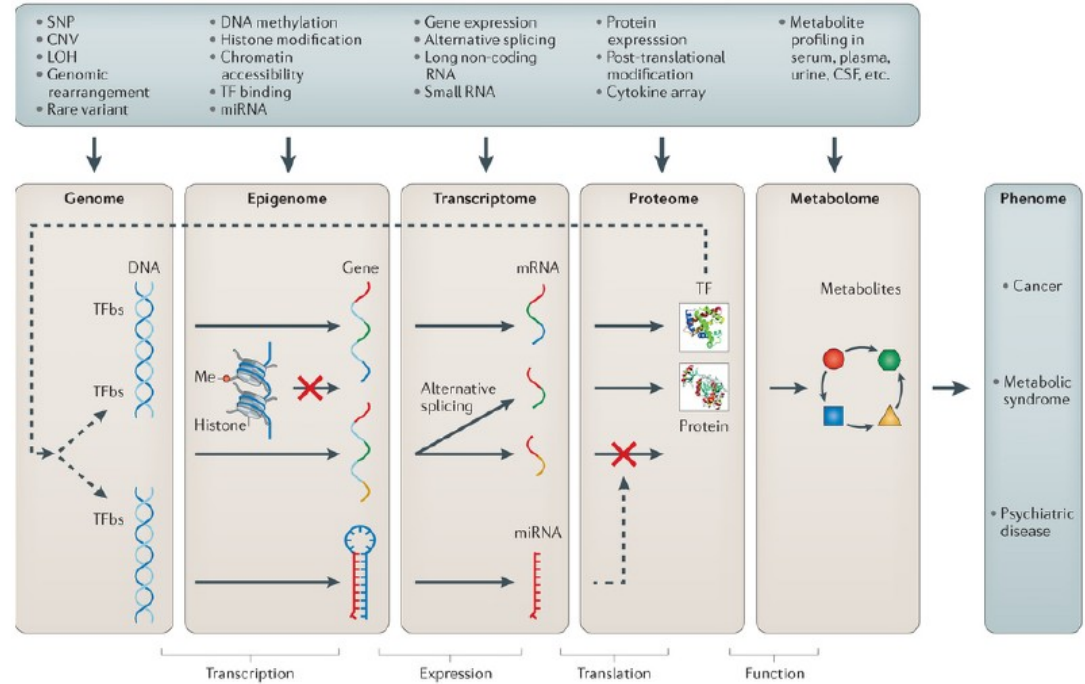 • SNP
• CNV
• LOH
• Genomic
rearrangement
• Rare variant
• DNA methylation
• Histone modification
• Chromatin
accessibility
• TF binding
• miRNA
• Gene expression
• Alternative splicing
• Long non-coding
RNA
• Small RNA
• Protein
expresssion
• Post-translational
modification
• Cytokine array
• Metabolite
profiling in
serum, plasma,
urine, CSF, etc.
Genome
Epigenome
Transcriptome
Proteome
Metabolome
Phenome
DNA
TFbs
TFbs
TFbs
Gene
Me
Histone
mRNA
Alternative
splicing
miRNA
TF
Protein
Metabolites
• Cancer
• Metabolic
syndrome
• Psychiatric
disease
Transcription
Expression
Translation
Function